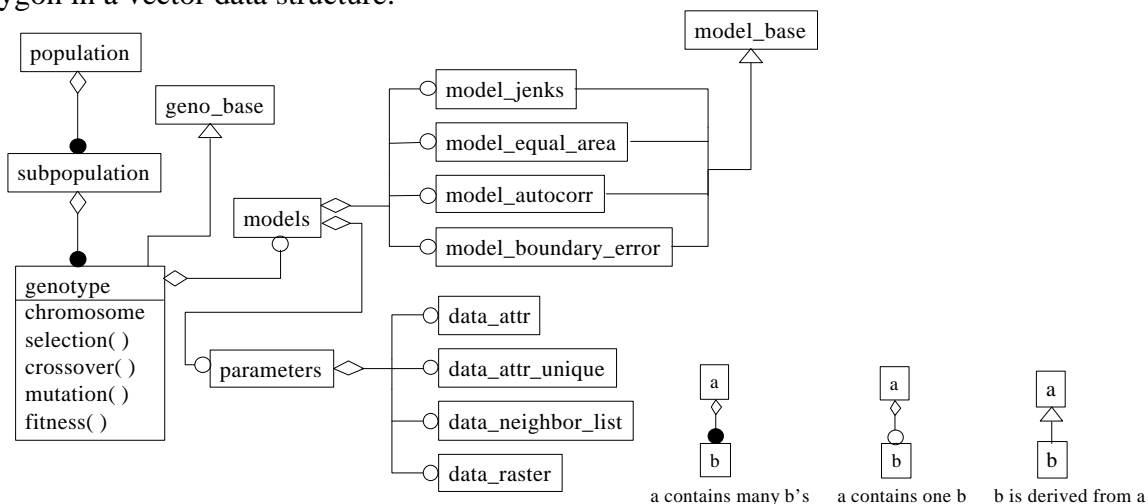 ygon in a vector data structure.
population
model_base
geno_base
model_jenks
model_equal_area
subpopulation
model_autocorr
models
model_boundary_error
genotype
chromosome
selection( )
crossover( )
mutation( )
fitness( )
parameters
data_attr
data_attr_unique
data_neighbor_list
data_raster
a
b
a contains many b's
a
b
a contains one b
a
b
b is derived from a